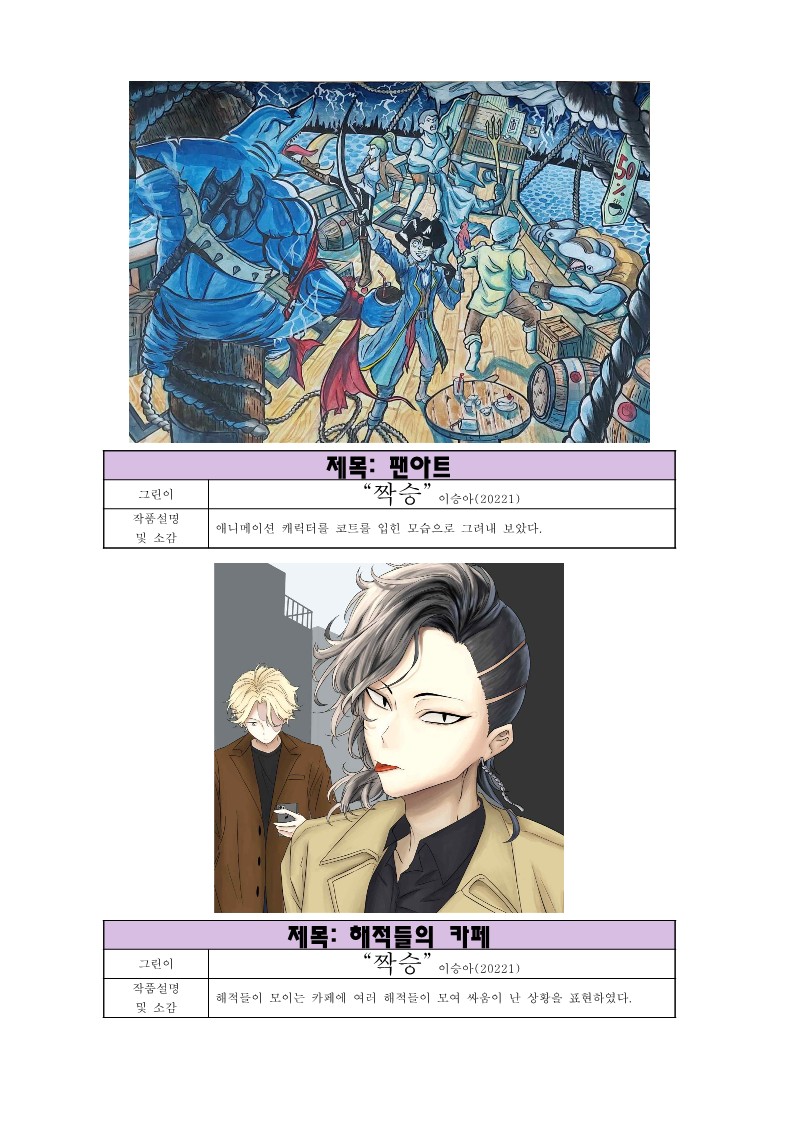 50%
제목: 팬아트
그린이 “짝승” 이승아(20221)
작품설명
및 소감
애니메이션 캐릭터를 코트를 입힌 모습으로 그려내 보았다.
제목: 해적들의 카페
그린이 “짝승” 이승아(20221)
작품설명
및 소감
해적들이 모이는 카페에 여러 해적들이 모여 싸움이 난 상황을 표현하였다.